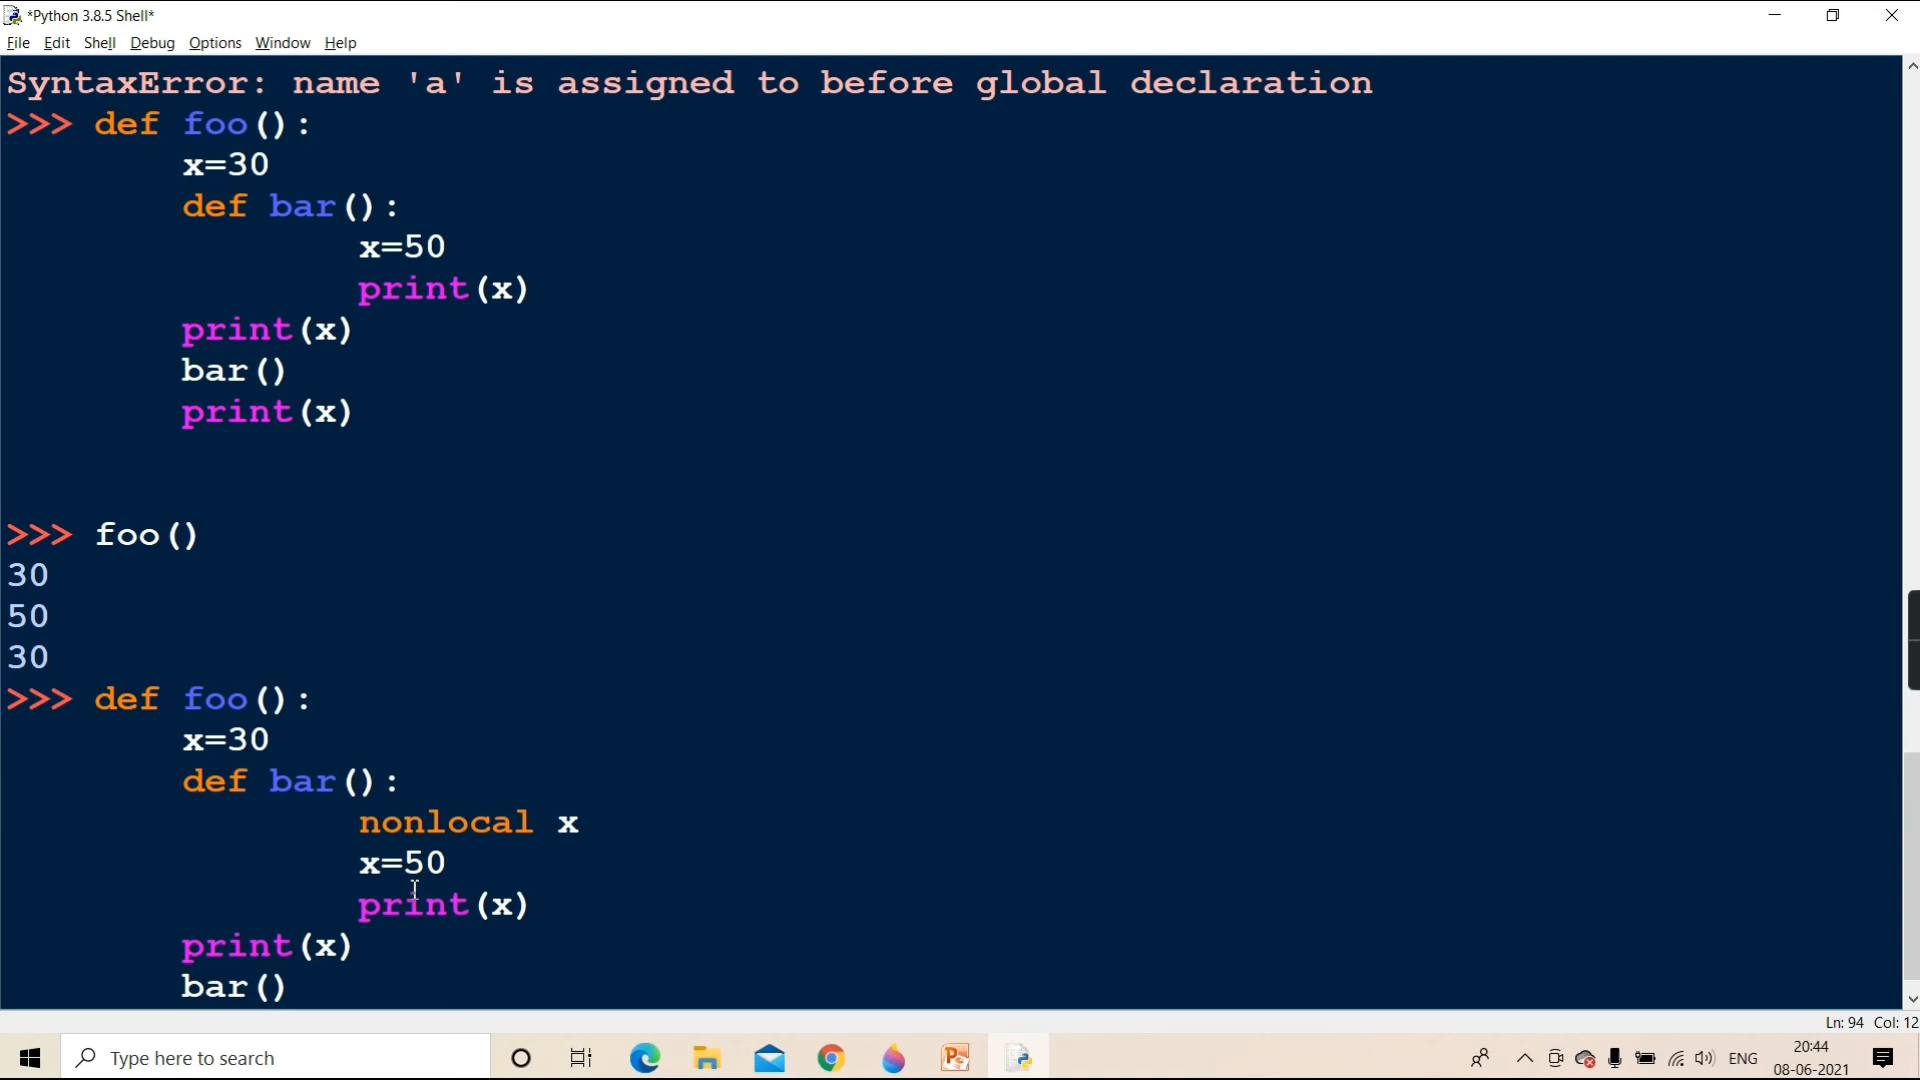 *Python 3.8.5 Shell*
File Edit Shell Debug Options Window Help
SyntaxError: name 'a' is assigned to before global declaration
>>> def foo():
x=30
def bar():
x=50
print(x)
print(x)
bar()
print(x)
>>> foo()
30
50
30
>>> def foo():
x=30
def bar():
nonlocal x
x=50
print(x)
print(x)
bar()
Ln: 94 Col: 12
Type here to search
ENG
20:44
08-06-2021